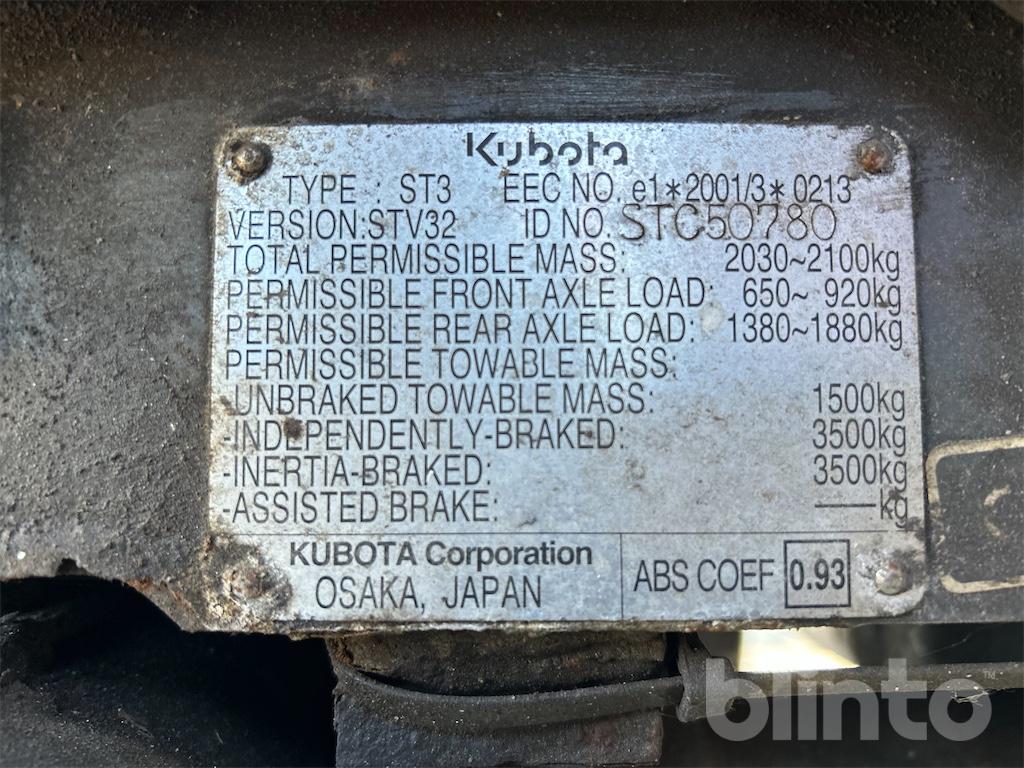 Kubota
TYPE : ST3 EEC NO. e1*2001/3*0213
VERSION:STV32 ID NO. STC50780
TOTAL PERMISSIBLE MASS: 2030~2100kg
PERMISSIBLE FRONT AXLE LOAD: 650~ 920kg
PERMISSIBLE REAR AXLE LOAD: 1380~1880kg
PERMISSIBLE TOWABLE MASS:
-UNBRAKED TOWABLE MASS: 1500kg
-INDEPENDENTLY-BRAKED: 3500kg
-INERTIA-BRAKED: 3500kg
-ASSISTED BRAKE: —kg
KUBOTA Corporation
OSAKA, JAPAN
ABS COEF 0.93
blinto™